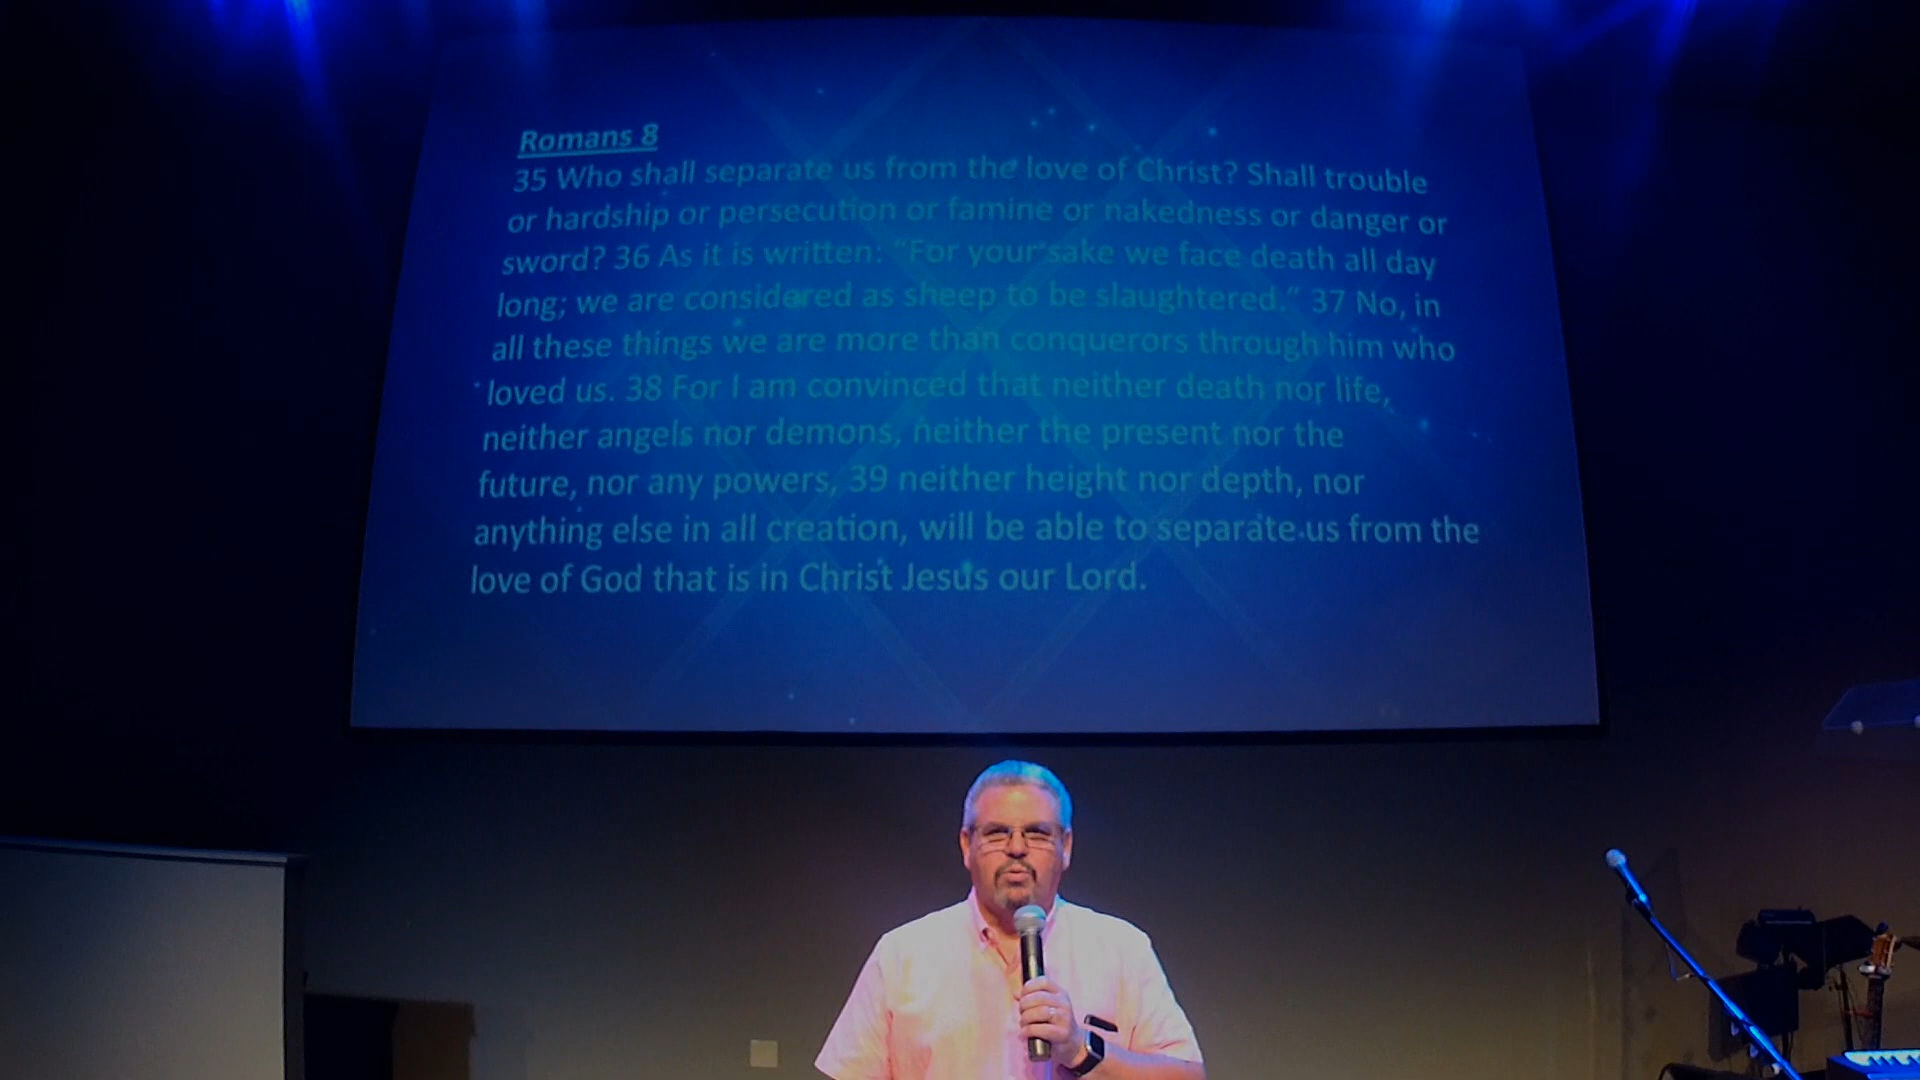 Romans 8
35 Who shall separate us from the love of Christ? Shall trouble
or hardship or persecution or famine or nakedness or danger or
sword? 36 As it is written: “For your sake we face death all day
long; we are considered as sheep to be slaughtered.” 37 No, in
all these things we are more than conquerors through him who
loved us. 38 For I am convinced that neither death nor life,
neither angels nor demons, neither the present nor the
future, nor any powers, 39 neither height nor depth, nor
anything else in all creation, will be able to separate us from the
love of God that is in Christ Jesus our Lord.